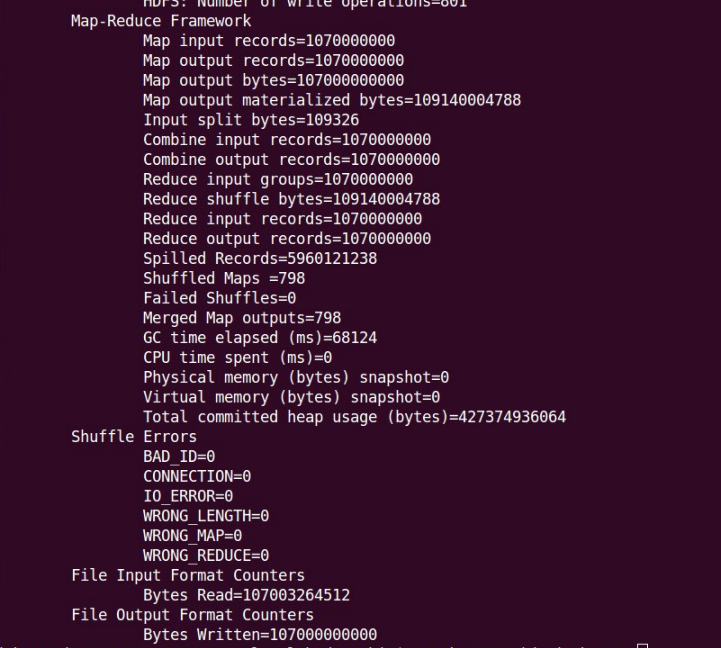 HDFS: Number of write operations=801
Map-Reduce Framework
Map input records=1070000000
Map output records=1070000000
Map output bytes=107000000000
Map output materialized bytes=109140004788
Input split bytes=109326
Combine input records=1070000000
Combine output records=1070000000
Reduce input groups=1070000000
Reduce shuffle bytes=109140004788
Reduce input records=1070000000
Reduce output records=1070000000
Spilled Records=5960121238
Shuffled Maps =798
Failed Shuffles=0
Merged Map outputs=798
GC time elapsed (ms)=68124
CPU time spent (ms)=0
Physical memory (bytes) snapshot=0
Virtual memory (bytes) snapshot=0
Total committed heap usage (bytes)=427374936064
Shuffle Errors
BAD_ID=0
CONNECTION=0
IO_ERROR=0
WRONG_LENGTH=0
WRONG_MAP=0
WRONG_REDUCE=0
File Input Format Counters
Bytes Read=107003264512
File Output Format Counters
Bytes Written=107000000000